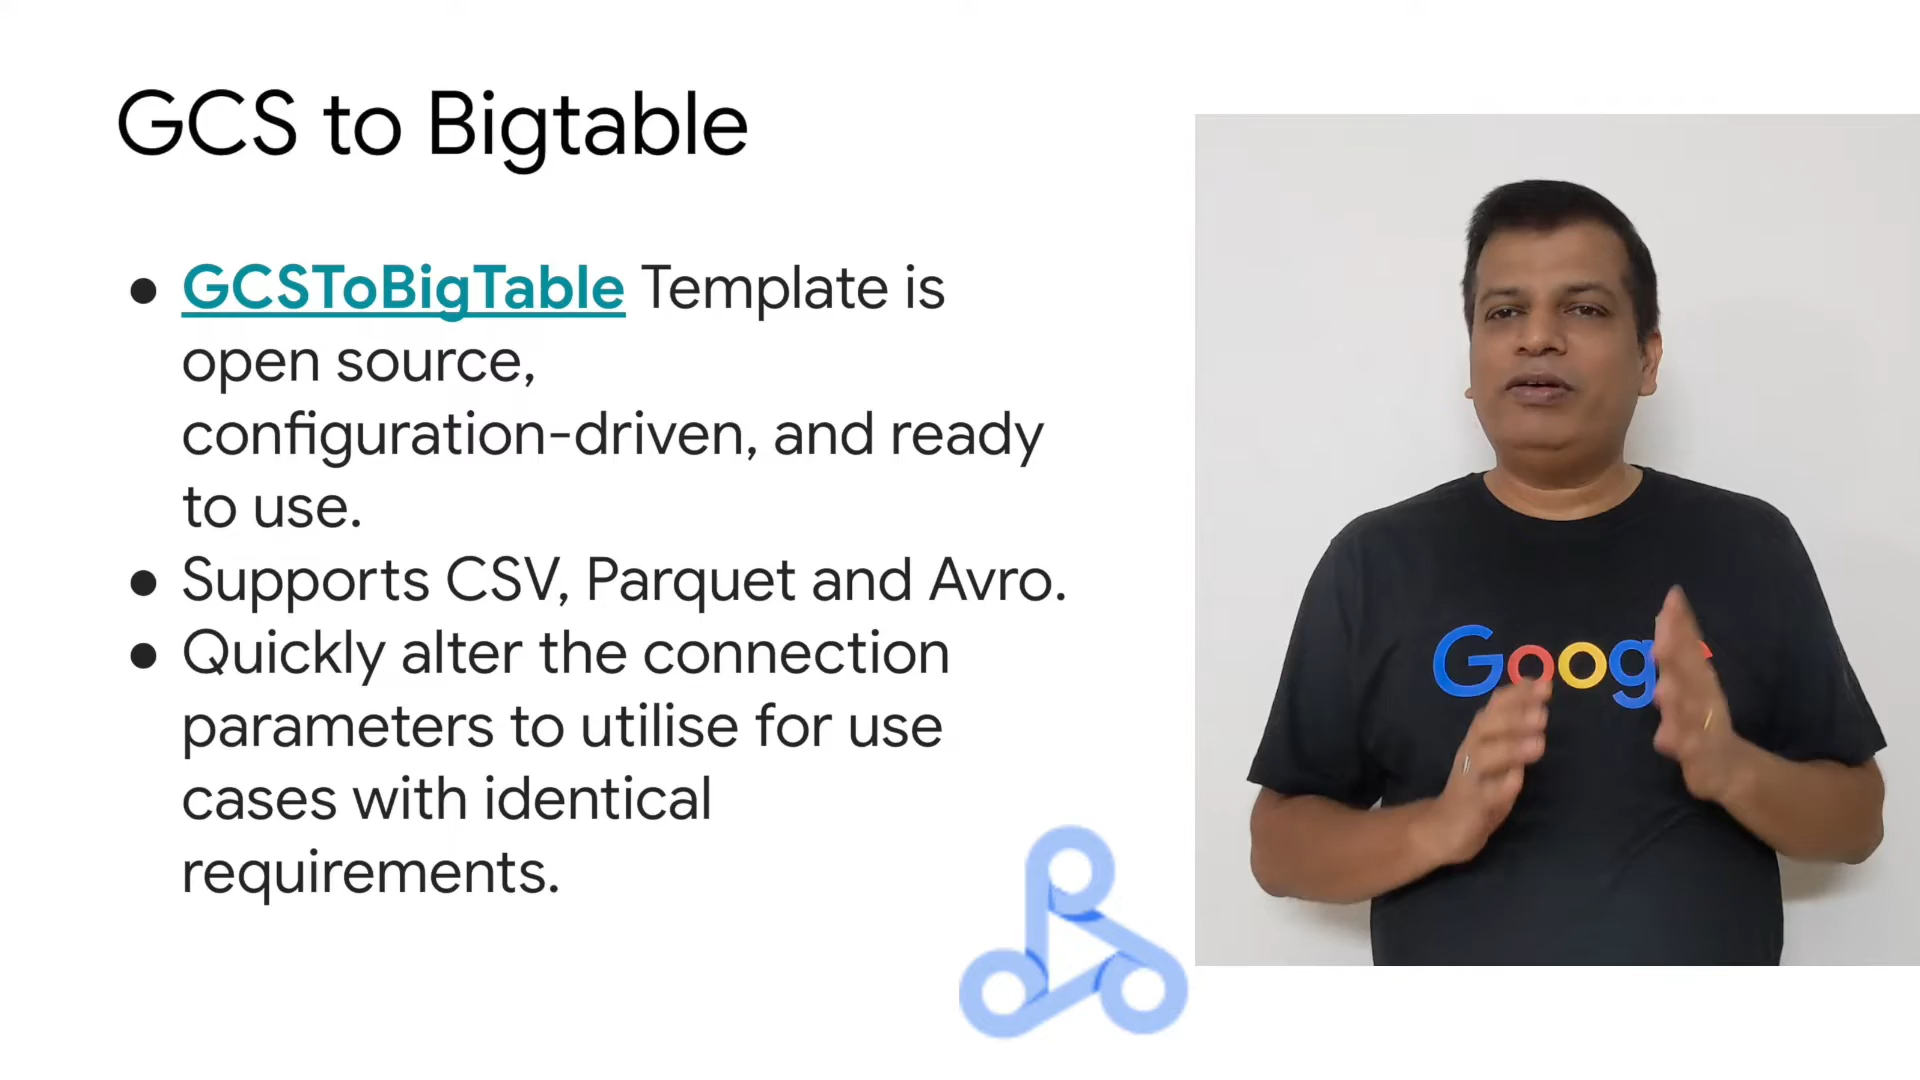 GCS to Bigtable
● GCSToBigTable Template is
open source,
configuration-driven, and ready
to use.
● Supports CSV, Parquet and Avro.
● Quickly alter the connection
parameters to utilise for use
cases with identical
requirements.
Goog